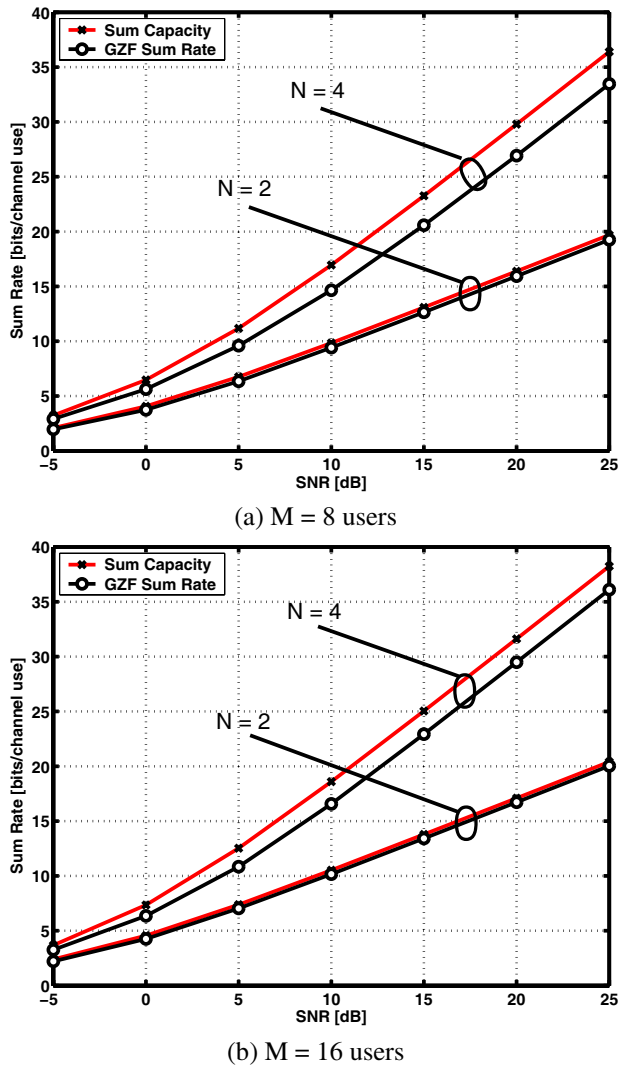 40
35
30
25
20
15
10
5
0
Sum Rate [bits/channel use]
Sum Capacity
GZF Sum Rate
N = 4
N = 2
−5 0 5 10 15 20 25
SNR [dB]
(a) M = 8 users
40
35
30
25
20
15
10
5
0
Sum Rate [bits/channel use]
Sum Capacity
GZF Sum Rate
N = 4
N = 2
−5 0 5 10 15 20 25
SNR [dB]
(b) M = 16 users